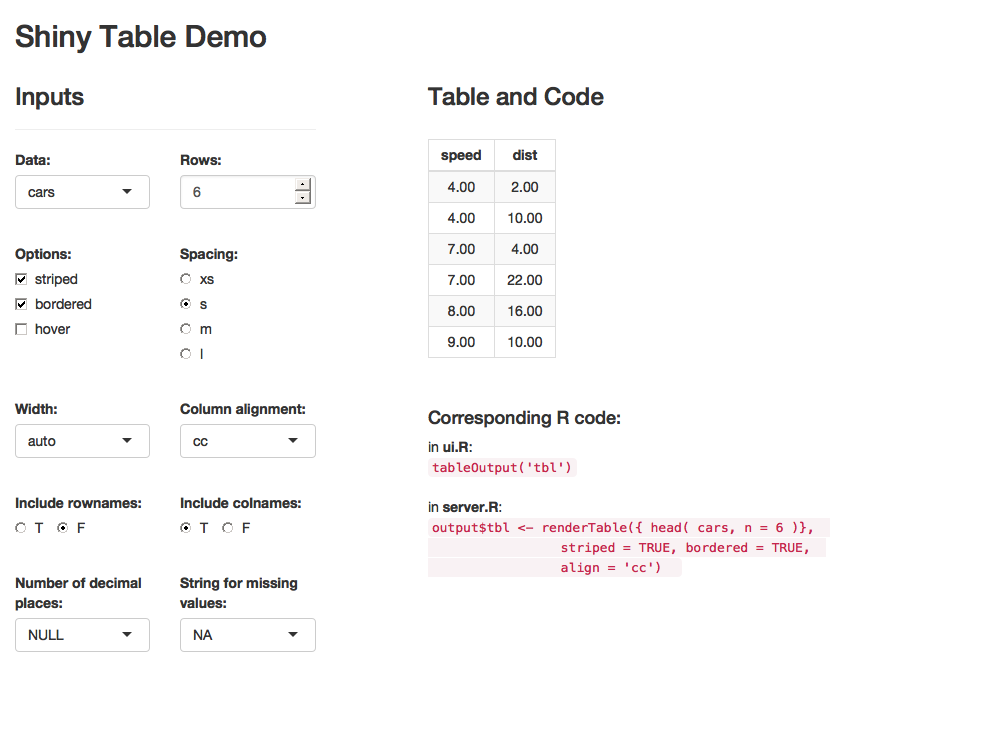 Shiny Table Demo
Inputs
Data:
Rows:
cars
6
Options:
striped
bordered
hover
Spacing:
xs
s
m
l
Width:
Column alignment:
auto
cc
Include rownames:
T F
Include colnames:
T F
Number of decimal
places:
NULL
String for missing
values:
NA
Table and Code
speed dist
4.00 2.00
4.00 10.00
7.00 4.00
7.00 22.00
8.00 16.00
9.00 10.00
Corresponding R code:
in ui.R:
tableOutput('tbl')
in server.R:
output$tbl <- renderTable({ head( cars, n = 6 )},
striped = TRUE, bordered = TRUE,
align = 'cc')